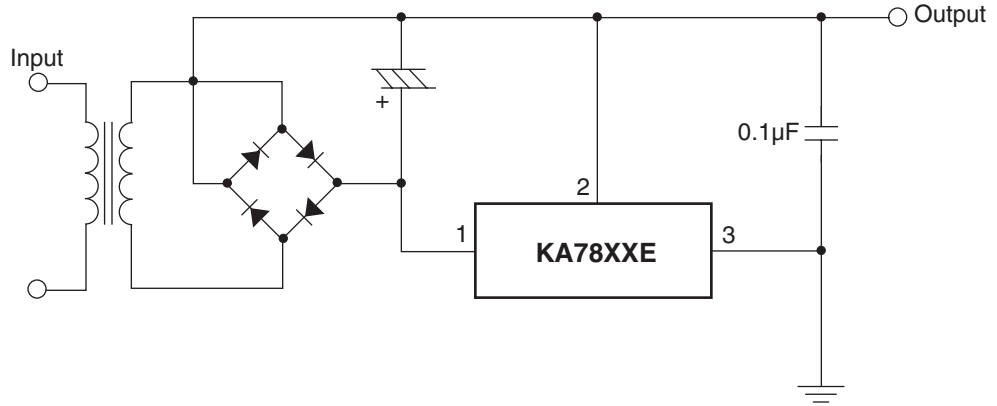 Output
Input
+
0.1µF
2
1
KA78XXE
3